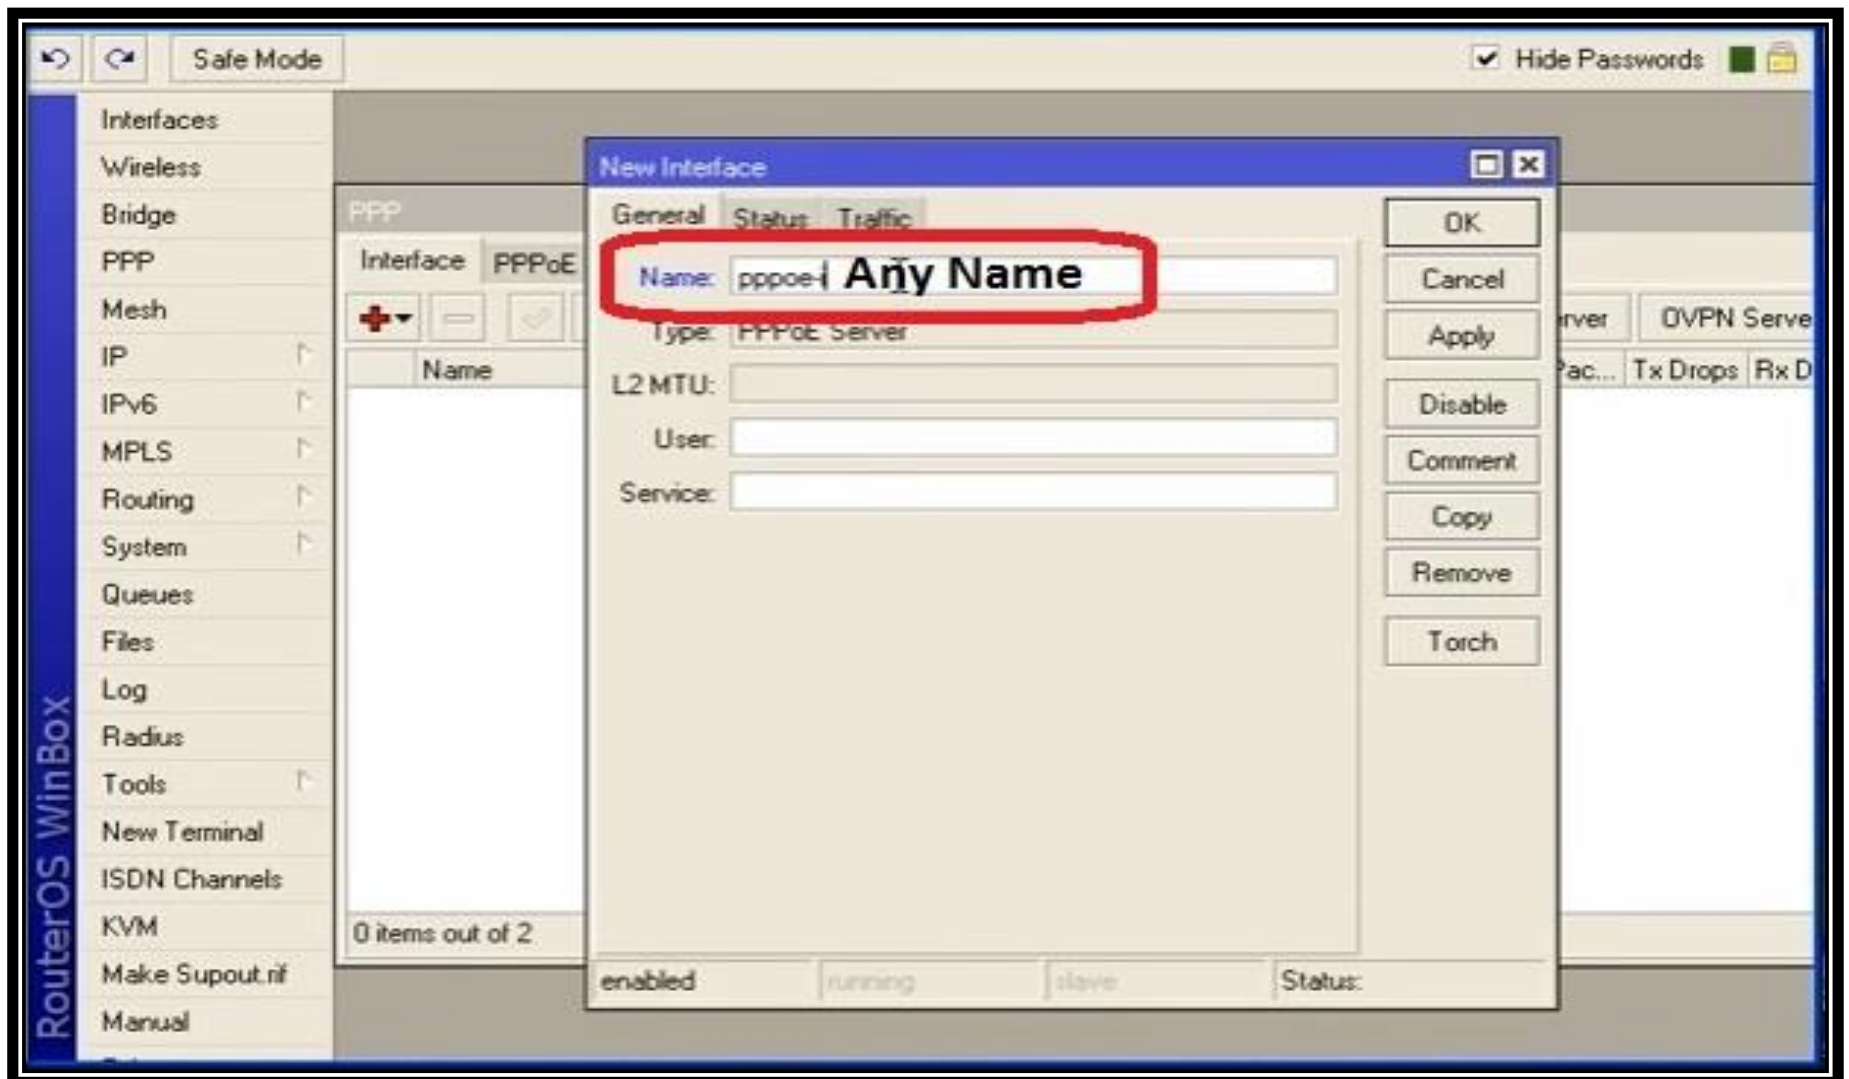 Safe Mode
Hide Passwords
Interfaces
Wireless
Bridge
PPP
Mesh
IP
IPv6
MPLS
Routing
System
Queues
Files
Log
Radius
Tools
New Terminal
ISDN Channels
KVM
Make Supout.rif
Manual
RouterOS WinBox
PPP
Interface PPPoE
Name
0 items out of 2
New Interface
General Status Traffic
Name: pppoe-i Any Name
Type: PPPoE Server
L2 MTU:
User:
Service:
enabled running slave Status:
OK
Cancel
Apply
Disable
Comment
Copy
Remove
Torch
rver OVPN Serve
Pac... Tx Drops Rx D